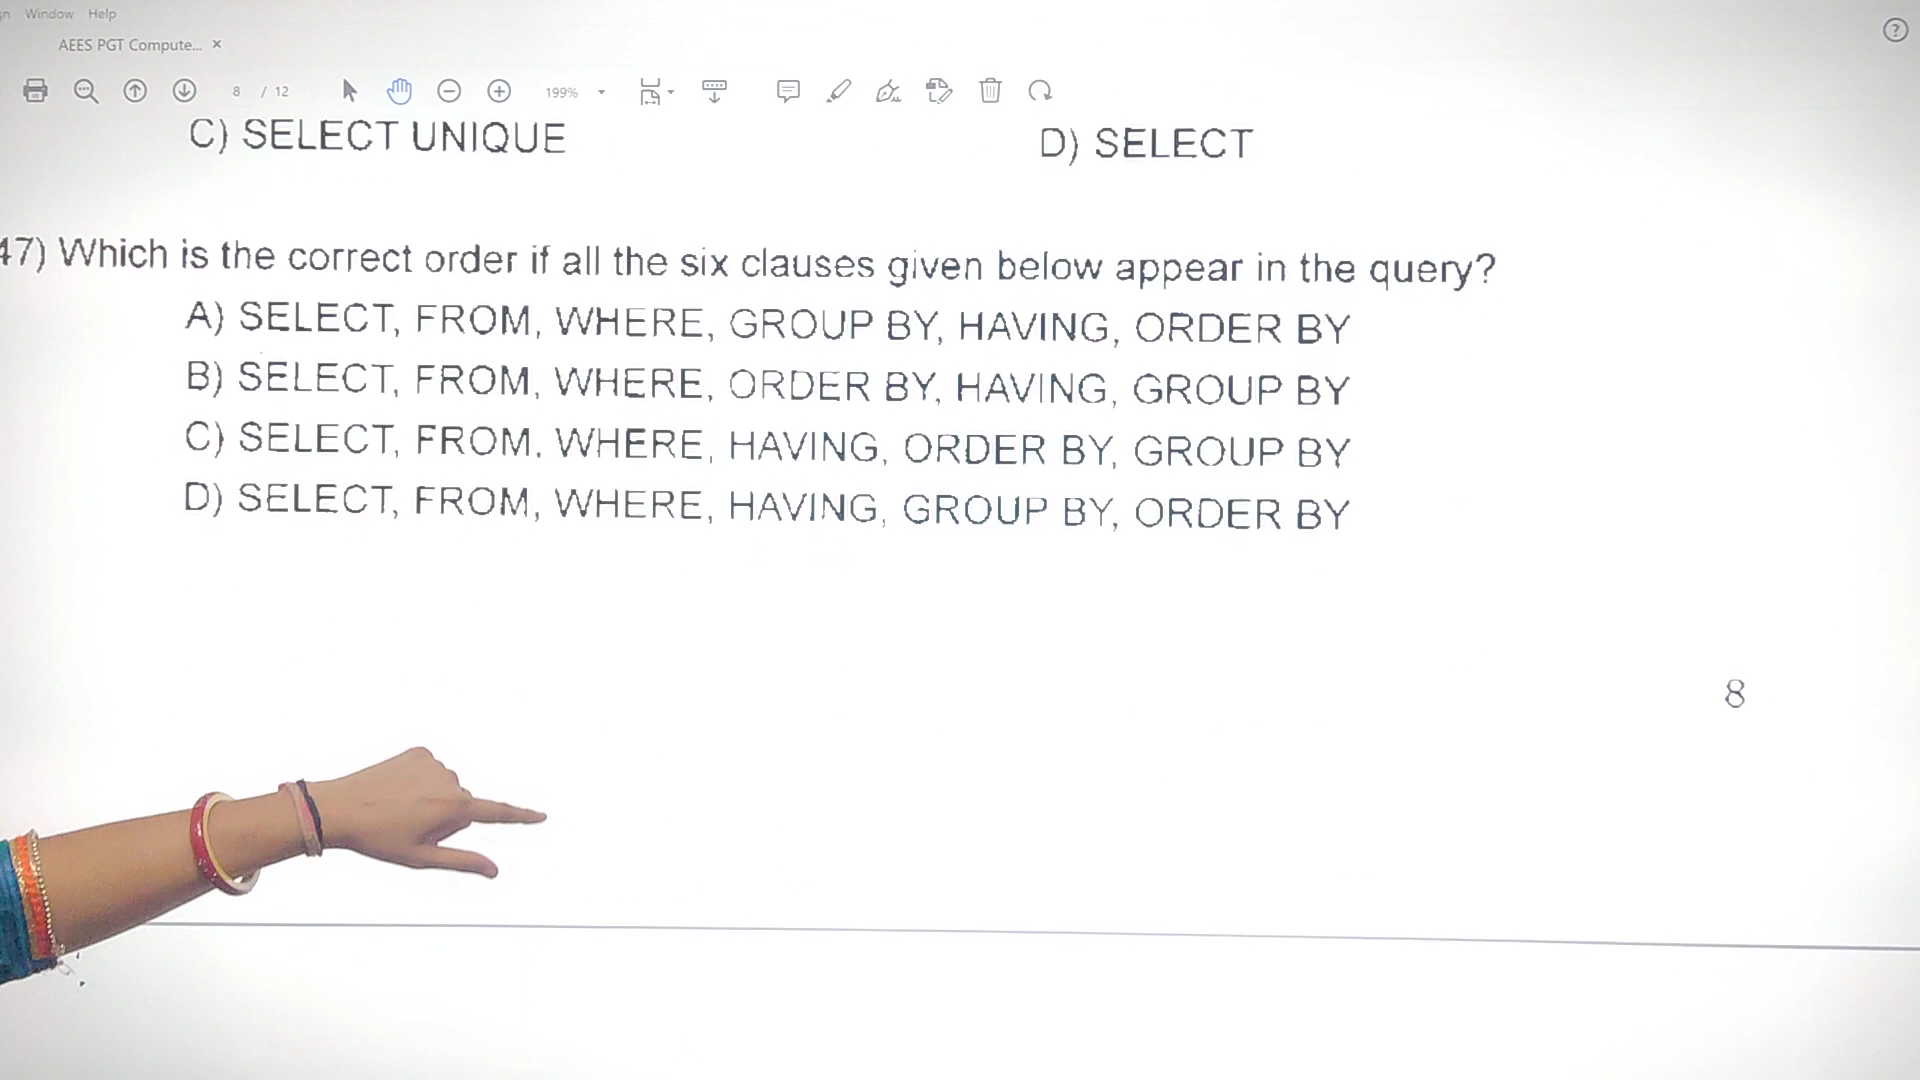 Window Help
AEES PGT Compute... ×
8 / 12 199%
C) SELECT UNIQUE D) SELECT
47) Which is the correct order if all the six clauses given below appear in the query?
A) SELECT, FROM, WHERE, GROUP BY, HAVING, ORDER BY
B) SELECT, FROM, WHERE, ORDER BY, HAVING, GROUP BY
C) SELECT, FROM, WHERE, HAVING, ORDER BY, GROUP BY
D) SELECT, FROM, WHERE, HAVING, GROUP BY, ORDER BY
8